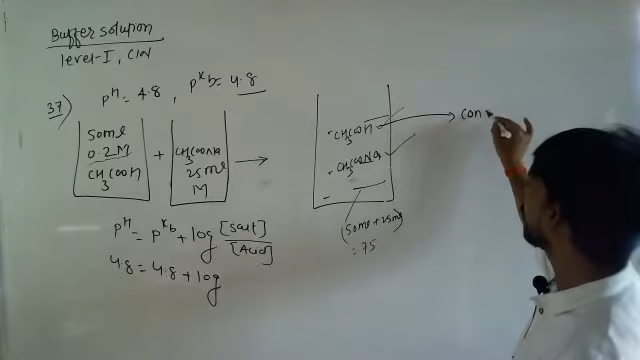 Buffer solution
level-I, CW
37) pH = 4.8, pKb = 4.8
50ml
0.2M
CH3COOH
+
CH3COONa
25ml
M
→
- CH3COOH → con
- CH3COONa
-
(50ml + 25ml)
= 75
pH = pKb + log [Salt]/[Acid]
4.8 = 4.8 + log